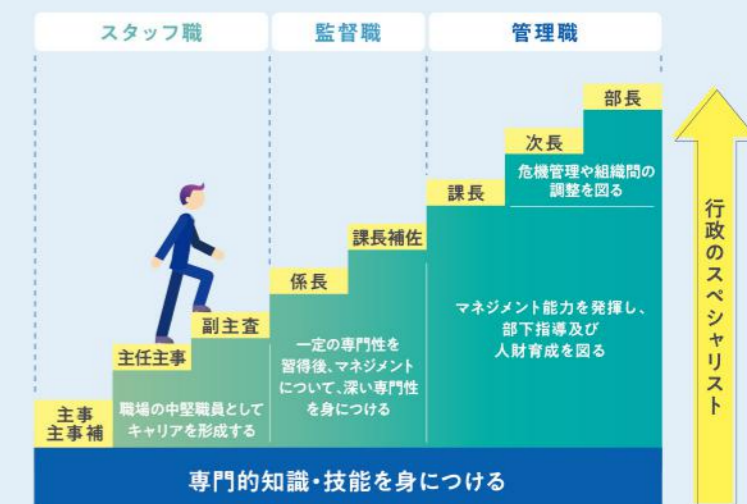 スタッフ職
監督職
管理職
部長
次長
危機管理や組織間の
調整を図る
課長
課長補佐
係長
マネジメント能力を発揮し、
部下指導及び
人財育成を図る
副主査
一定の専門性を
習得後、マネジメント
について、深い専門性
を身につける
主任主事
職場の中堅職員として
キャリアを形成する
主事
主事補
専門的知識・技能を身につける
行政のスペシャリスト